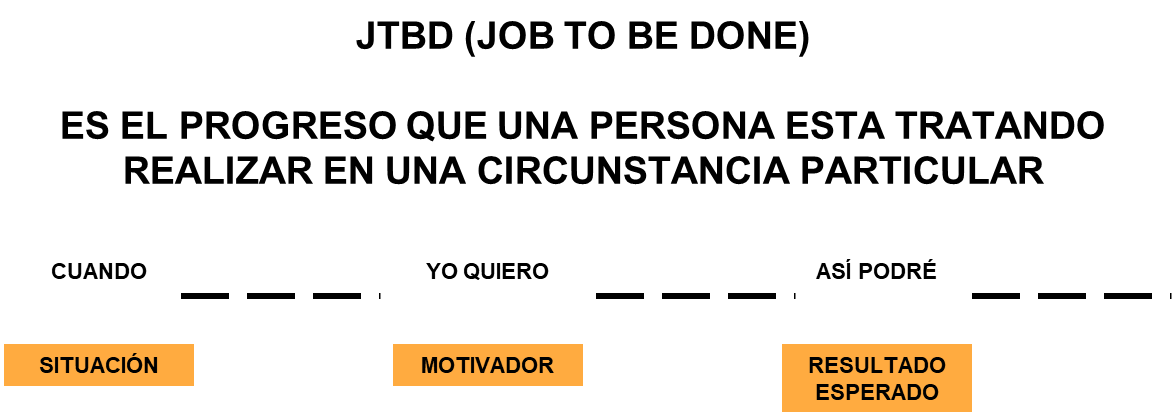 JTBD (JOB TO BE DONE)
ES EL PROGRESO QUE UNA PERSONA ESTA TRATANDO
REALIZAR EN UNA CIRCUNSTANCIA PARTICULAR
CUANDO YO QUIERO ASÍ PODRÉ
SITUACIÓN MOTIVADOR RESULTADO
ESPERADO